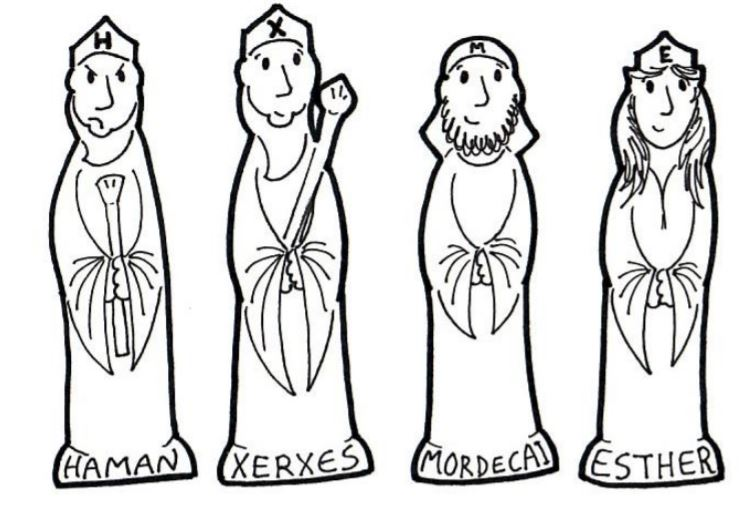 H
X
M
E
HAMAN
XERXES
MORDECAI
ESTHER